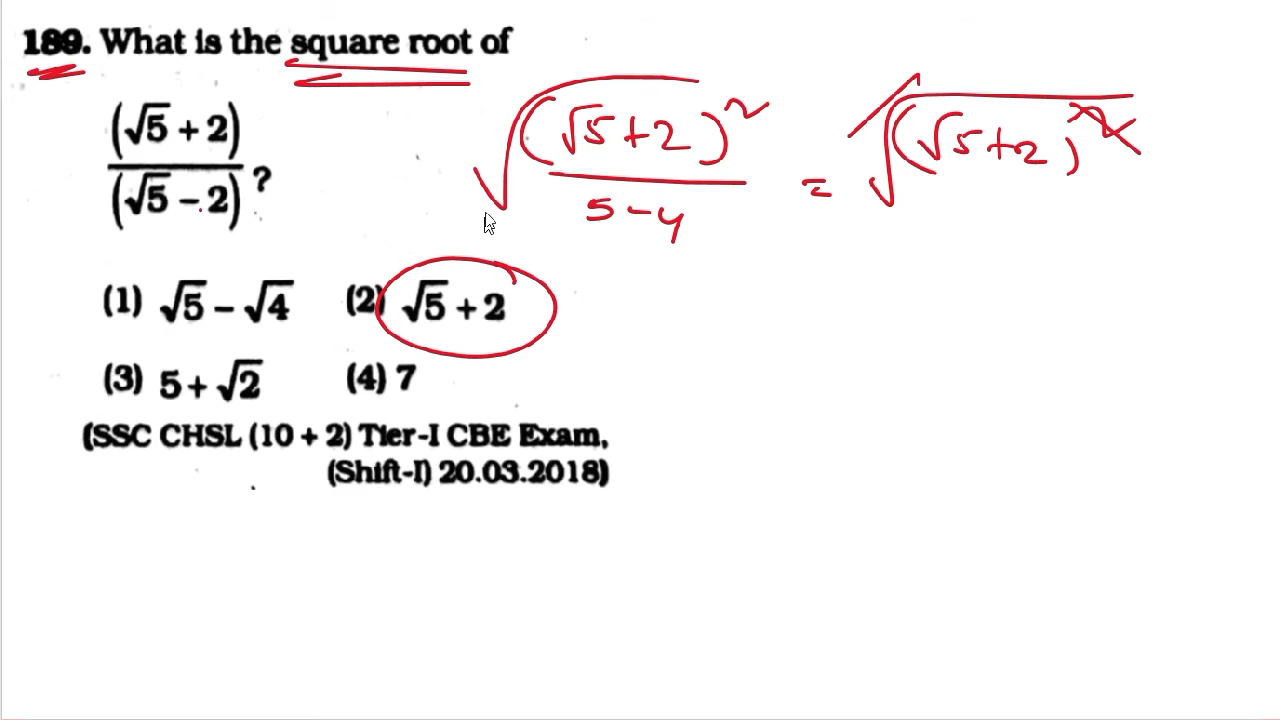 189. What is the square root of
(√5 + 2)
(√5 − 2) ?
√(√5+2)²
5−4
= √(√5+2)²
(1) √5 − √4 (2) √5 + 2
(3) 5 + √2 (4) 7
(SSC CHSL (10 + 2) Tier-I CBE Exam,
(Shift-I) 20.03.2018)